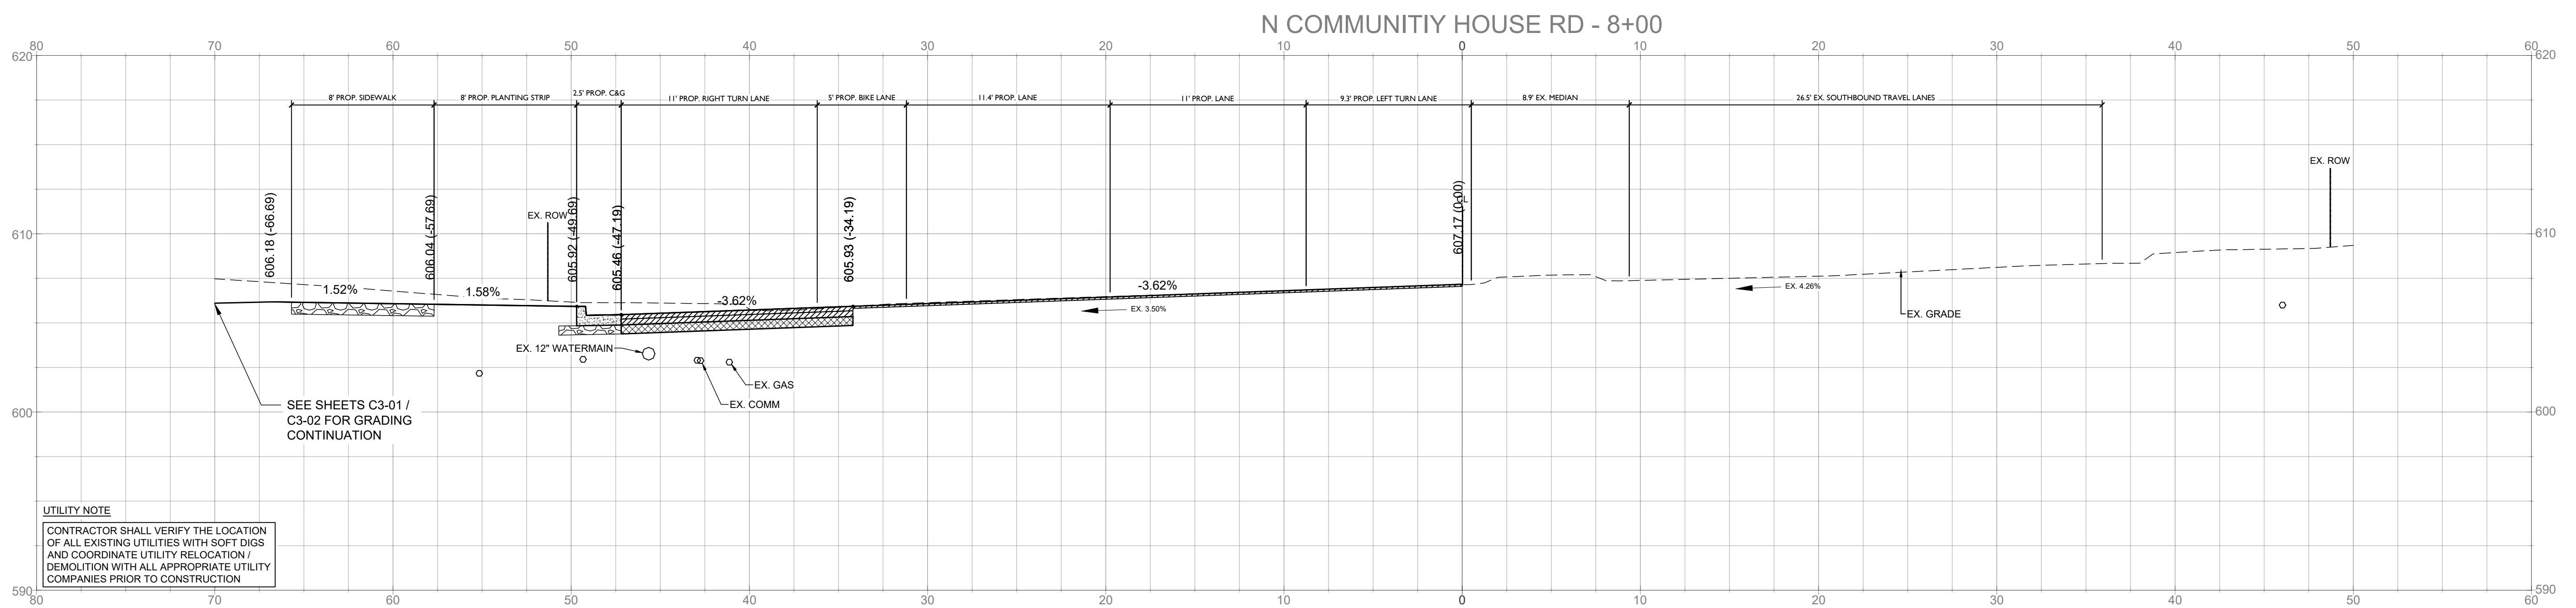 N COMMUNITIY HOUSE RD - 8+00
80 70 60 50 40 30 20 10 0 10 20 30 40 50 60
620 620
8' PROP. SIDEWALK
8' PROP. PLANTING STRIP
2.5' PROP. C&G
11' PROP. RIGHT TURN LANE
5' PROP. BIKE LANE
11.4' PROP. LANE
11' PROP. LANE
9.3' PROP. LEFT TURN LANE
8.9' EX. MEDIAN
26.5' EX. SOUTHBOUND TRAVEL LANES
EX. ROW
606.18 (-66.69)
606.04 (-57.69)
EX. ROW
605.92 (-49.69)
605.46 (-47.19)
605.93 (-34.19)
607.17 (0.00)
610 610
1.52%
1.58%
-3.62%
-3.62%
EX. 3.50%
EX. 4.26%
EX. GRADE
EX. 12" WATERMAIN
EX. GAS
EX. COMM
SEE SHEETS C3-01 /
C3-02 FOR GRADING
CONTINUATION
600 600
UTILITY NOTE
CONTRACTOR SHALL VERIFY THE LOCATION
OF ALL EXISTING UTILITIES WITH SOFT DIGS
AND COORDINATE UTILITY RELOCATION /
DEMOLITION WITH ALL APPROPRIATE UTILITY
COMPANIES PRIOR TO CONSTRUCTION
590 590
80 70 60 50 40 30 20 10 0 10 20 30 40 50 60